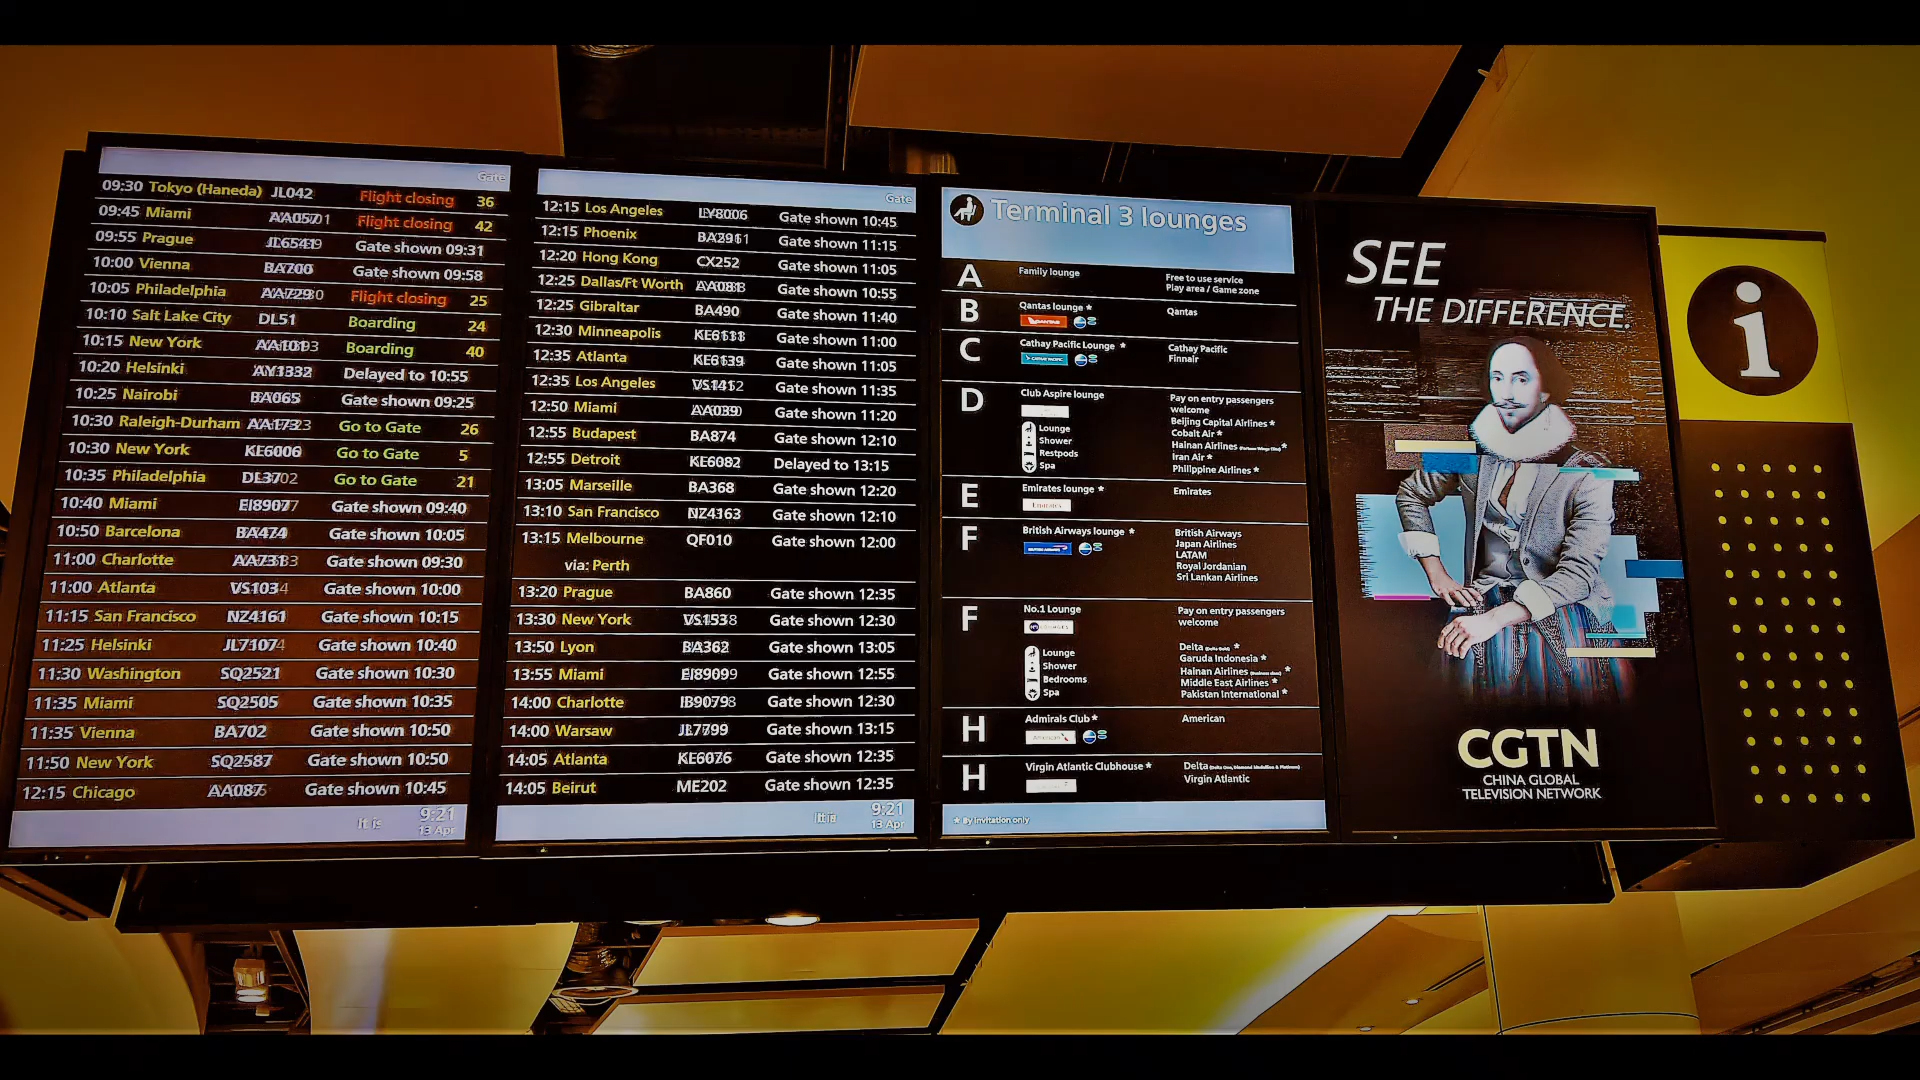 Gate
09:30 Tokyo (Haneda) JL042 Flight closing 36
09:45 Miami Flight closing 42
09:55 Prague Gate shown 09:31
10:00 Vienna BA700 Gate shown 09:58
10:05 Philadelphia Flight closing 25
10:10 Salt Lake City DL51 Boarding 24
10:15 New York Boarding 40
10:20 Helsinki Delayed to 10:55
10:25 Nairobi BA065 Gate shown 09:25
10:30 Raleigh-Durham Go to Gate 26
10:30 New York KE6006 Go to Gate 5
10:35 Philadelphia Go to Gate 21
10:40 Miami Gate shown 09:40
10:50 Barcelona BA474 Gate shown 10:05
11:00 Charlotte Gate shown 09:30
11:00 Atlanta Gate shown 10:00
11:15 San Francisco Gate shown 10:15
11:25 Helsinki Gate shown 10:40
11:30 Washington SQ2521 Gate shown 10:30
11:35 Miami SQ2505 Gate shown 10:35
11:35 Vienna BA702 Gate shown 10:50
11:50 New York SQ2587 Gate shown 10:50
12:15 Chicago Gate shown 10:45
It is 9:21
13 Apr
Gate
12:15 Los Angeles Gate shown 10:45
12:15 Phoenix Gate shown 11:15
12:20 Hong Kong CX252 Gate shown 11:05
12:25 Dallas/Ft Worth Gate shown 10:55
12:25 Gibraltar BA490 Gate shown 11:40
12:30 Minneapolis Gate shown 11:00
12:35 Atlanta Gate shown 11:05
12:35 Los Angeles Gate shown 11:35
12:50 Miami Gate shown 11:20
12:55 Budapest BA874 Gate shown 12:10
12:55 Detroit KE6082 Delayed to 13:15
13:05 Marseille BA368 Gate shown 12:20
13:10 San Francisco NZ4163 Gate shown 12:10
13:15 Melbourne QF010 Gate shown 12:00
via: Perth
13:20 Prague BA860 Gate shown 12:35
13:30 New York Gate shown 12:30
13:50 Lyon BA362 Gate shown 13:05
13:55 Miami Gate shown 12:55
14:00 Charlotte Gate shown 12:30
14:00 Warsaw Gate shown 13:15
14:05 Atlanta KE6076 Gate shown 12:35
14:05 Beirut ME202 Gate shown 12:35
It is 9:21
13 Apr
Terminal 3 lounges
A Family lounge Free to use service
Play area / Game zone
B Qantas lounge * Qantas
QANTAS
C Cathay Pacific Lounge * Cathay Pacific
CATHAY PACIFIC Finnair
D Club Aspire lounge Pay on entry passengers
welcome
Beijing Capital Airlines *
Lounge Cobalt Air *
Shower Hainan Airlines *
Restpods Iran Air *
Spa Philippine Airlines *
E Emirates lounge * Emirates
Emirates
F British Airways lounge * British Airways
BRITISH AIRWAYS Japan Airlines
LATAM
Royal Jordanian
Sri Lankan Airlines
F No.1 Lounge Pay on entry passengers
welcome
Delta *
Lounge Garuda Indonesia *
Shower Hainan Airlines *
Bedrooms Middle East Airlines *
Spa Pakistan International *
H Admirals Club * American
American
H Virgin Atlantic Clubhouse * Delta
Virgin Atlantic
* By invitation only
SEE
THE DIFFERENCE.
CGTN
CHINA GLOBAL
TELEVISION NETWORK
i